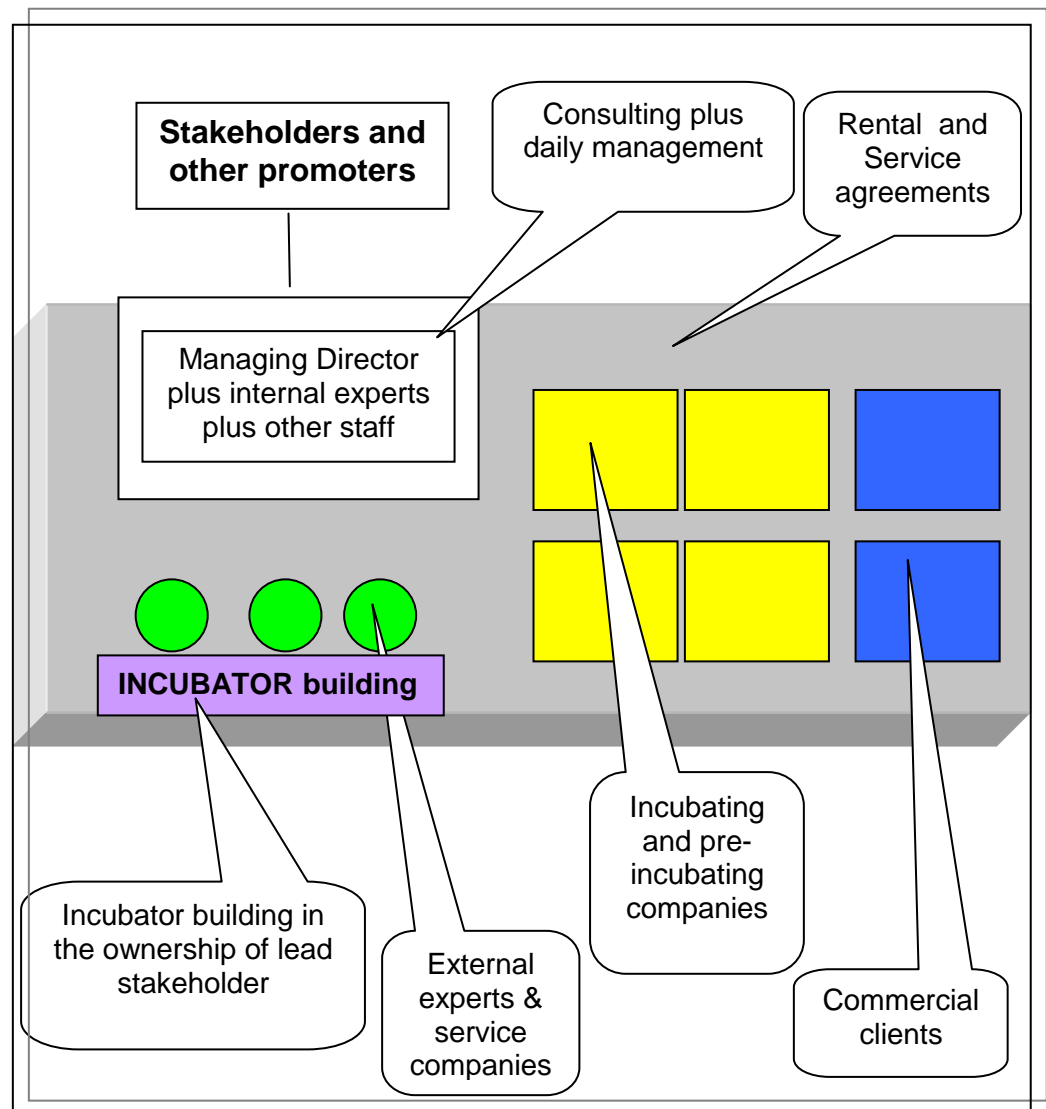 Stakeholders and
other promoters
Consulting plus
daily management
Rental and
Service
agreements
Managing Director
plus internal experts
plus other staff
INCUBATOR building
Incubator building in
the ownership of lead
stakeholder
External
experts &
service
companies
Incubating
and pre-
incubating
companies
Commercial
clients